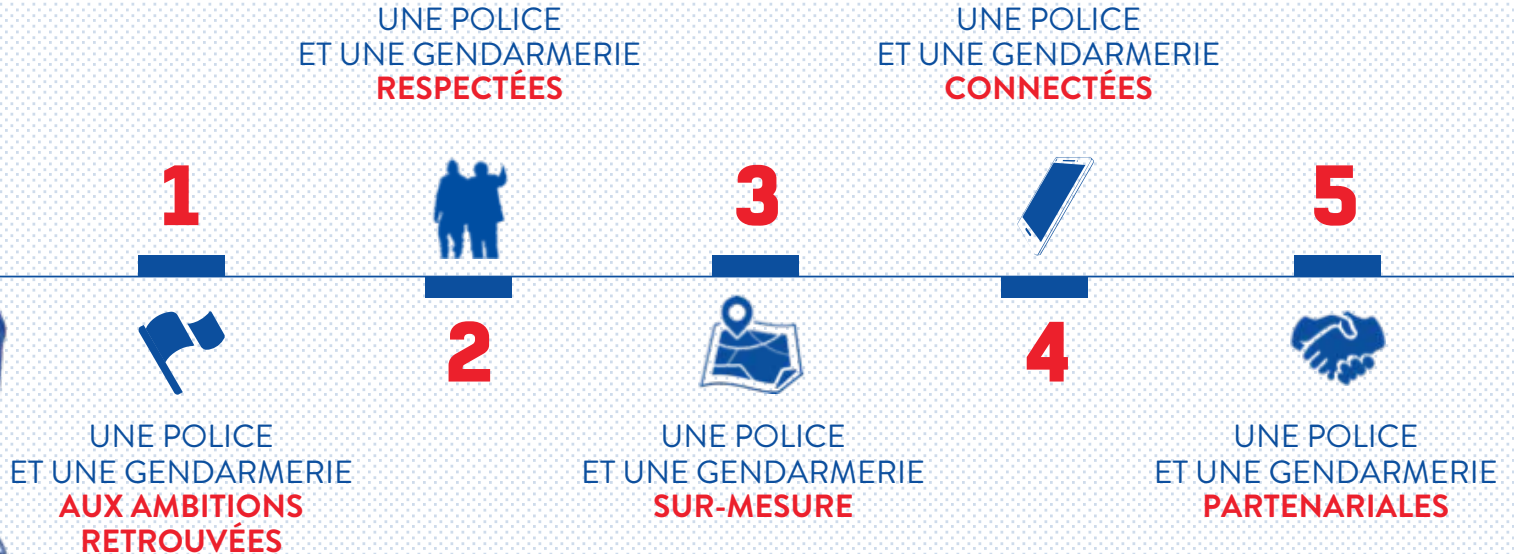 1
UNE POLICE
ET UNE GENDARMERIE
AUX AMBITIONS
RETROUVÉES
UNE POLICE
ET UNE GENDARMERIE
RESPECTÉES
2
3
UNE POLICE
ET UNE GENDARMERIE
SUR-MESURE
UNE POLICE
ET UNE GENDARMERIE
CONNECTÉES
4
5
UNE POLICE
ET UNE GENDARMERIE
PARTENARIALES